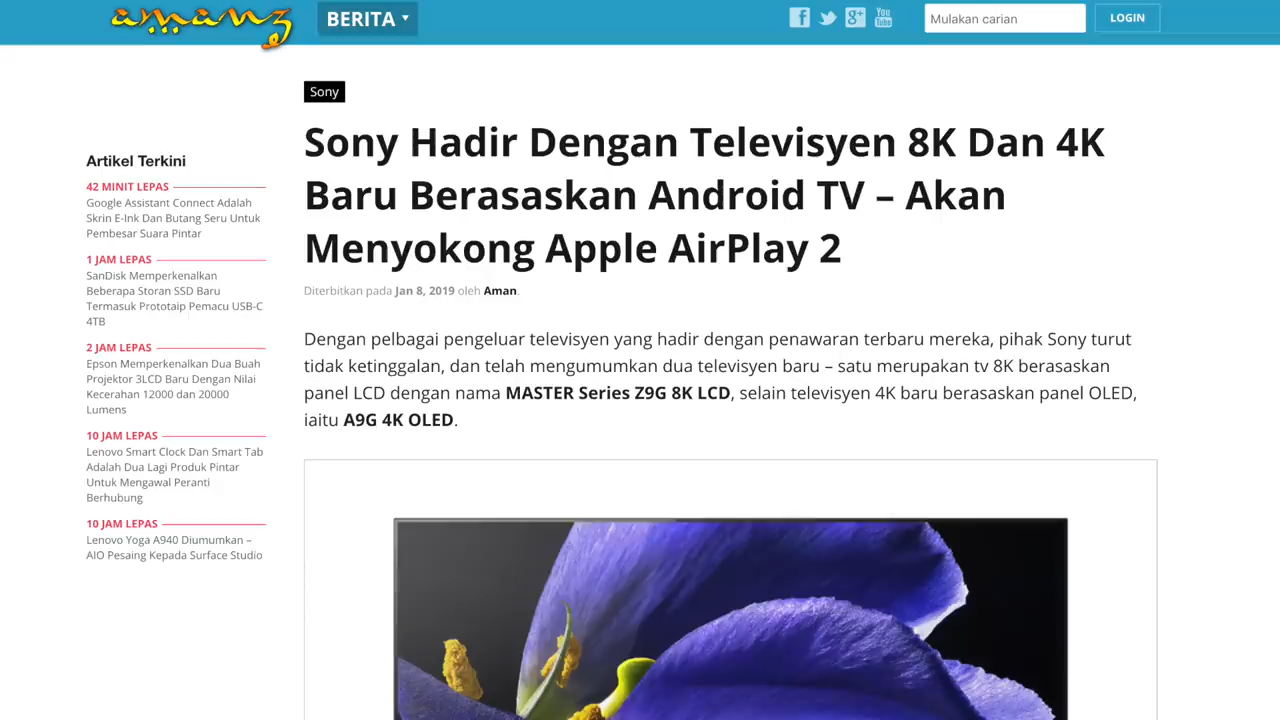 amanz
BERITA
Mulakan carian
LOGIN
Sony
Sony Hadir Dengan Televisyen 8K Dan 4K
Baru Berasaskan Android TV – Akan
Menyokong Apple AirPlay 2
Diterbitkan pada Jan 8, 2019 oleh Aman.
Artikel Terkini
42 MINIT LEPAS
Google Assistant Connect Adalah
Skrin E-Ink Dan Butang Seru Untuk
Pembesar Suara Pintar
1 JAM LEPAS
SanDisk Memperkenalkan
Beberapa Storan SSD Baru
Termasuk Prototaip Pemacu USB-C
4TB
2 JAM LEPAS
Epson Memperkenalkan Dua Buah
Projektor 3LCD Baru Dengan Nilai
Kecerahan 12000 dan 20000
Lumens
10 JAM LEPAS
Lenovo Smart Clock Dan Smart Tab
Adalah Dua Lagi Produk Pintar
Untuk Mengawal Peranti
Berhubung
10 JAM LEPAS
Lenovo Yoga A940 Diumumkan –
AIO Pesaing Kepada Surface Studio
Dengan pelbagai pengeluar televisyen yang hadir dengan penawaran terbaru mereka, pihak Sony turut
tidak ketinggalan, dan telah mengumumkan dua televisyen baru – satu merupakan tv 8K berasaskan
panel LCD dengan nama MASTER Series Z9G 8K LCD, selain televisyen 4K baru berasaskan panel OLED,
iaitu A9G 4K OLED.